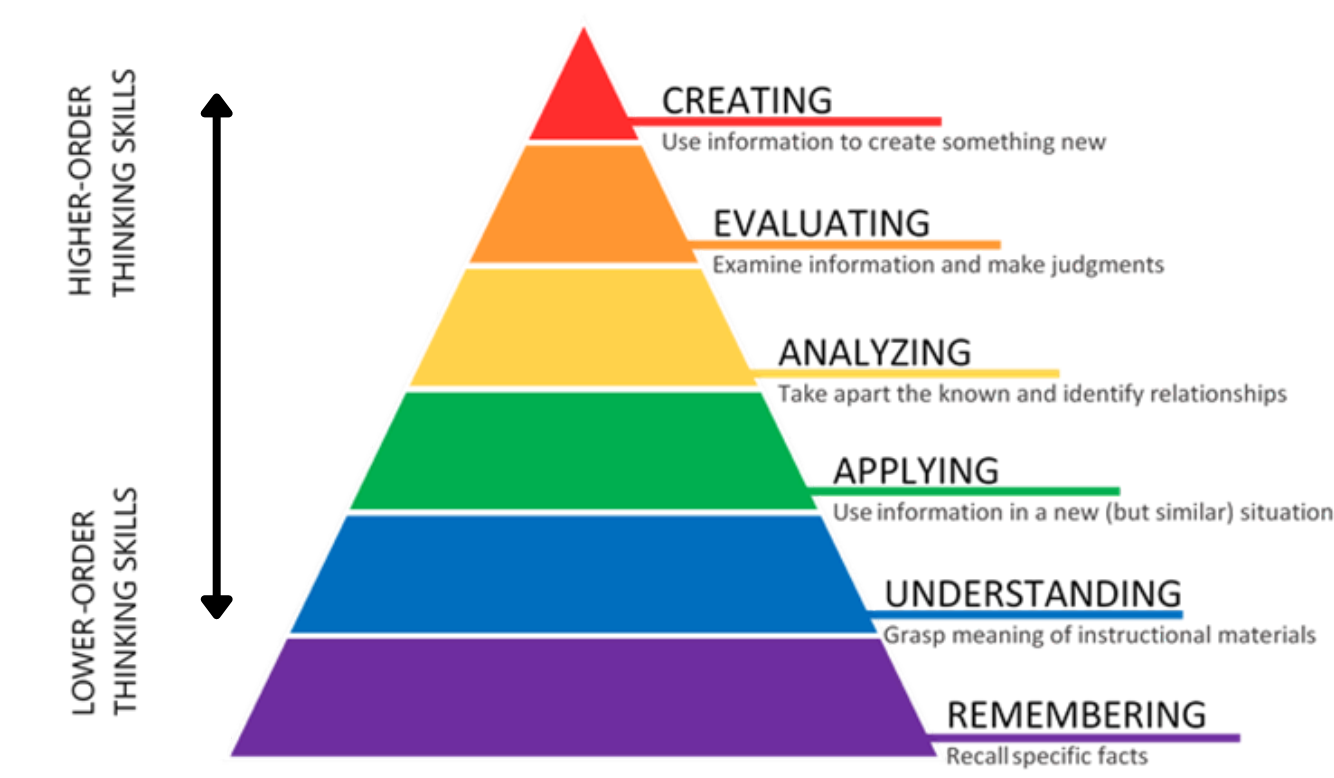 HIGHER-ORDER
THINKING SKILLS
LOWER-ORDER
THINKING SKILLS
CREATING
Use information to create something new
EVALUATING
Examine information and make judgments
ANALYZING
Take apart the known and identify relationships
APPLYING
Use information in a new (but similar) situation
UNDERSTANDING
Grasp meaning of instructional materials
REMEMBERING
Recall specific facts